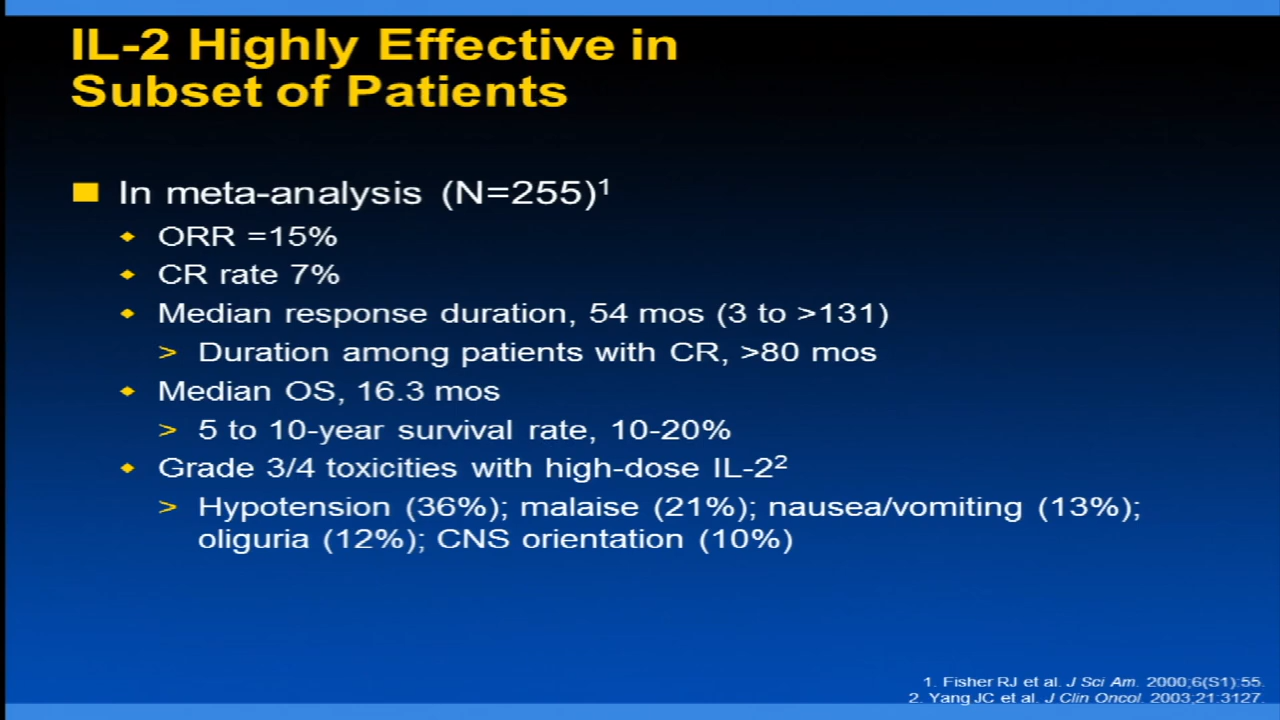 IL-2 Highly Effective in
Subset of Patients
In meta-analysis (N=255)¹
ORR =15%
CR rate 7%
Median response duration, 54 mos (3 to >131)
> Duration among patients with CR, >80 mos
Median OS, 16.3 mos
> 5 to 10-year survival rate, 10-20%
Grade 3/4 toxicities with high-dose IL-2²
> Hypotension (36%); malaise (21%); nausea/vomiting (13%);
oliguria (12%); CNS orientation (10%)
1. Fisher RJ et al. J Sci Am. 2000;6(S1):55.
2. Yang JC et al. J Clin Oncol. 2003;21:3127.